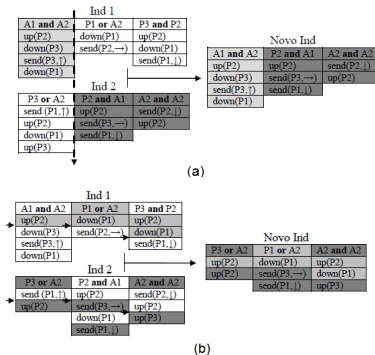 Ind 1
A1 and A2 P1 or A2 P3 and P2
up(P2) down(P1) up(P2)
down(P3) send(P2,→) down(P1)
send(P3,↑) send(P1,↓)
down(P1)
Novo Ind
A1 and A2 P2 and A1 A2 and A2
up(P2) up(P2) send(P2,↓)
down(P3) send(P3,→) up(P2)
send(P3,↑) send(P1,↓)
down(P1)
Ind 2
P3 or A2 P2 and A1 A2 and A2
send (P1,↑) up(P2) send(P2,↓)
up(P2) send(P3,→) up(P2)
down(P1) send(P1,↓)
up(P3)
(a)
Ind 1
A1 and A2 P1 or A2 P3 and P2
up(P2) down(P1) up(P2)
down(P3) send(P2,→) down(P1)
send(P3,↑) send(P1,↓)
down(P1)
Novo Ind
P3 or A2 P1 or A2 A2 and A2
up(P2) down(P1) up(P2)
up(P2) send(P3,→) down(P1)
send(P1,↓) up(P3)
Ind 2
P3 or A2 P2 and A1 A2 and A2
send (P1,↑) up(P2) send(P2,↓)
up(P2) send(P3,→) up(P2)
down(P1) up(P3)
send(P1,↓)
(b)